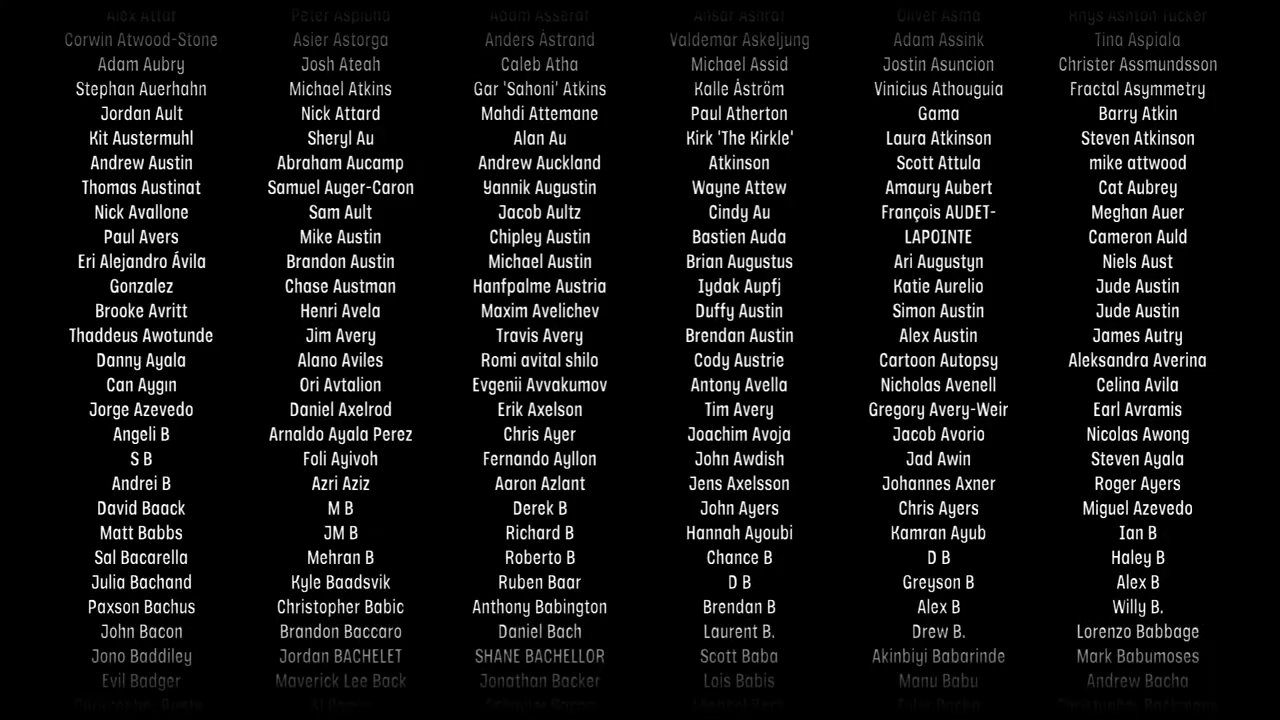 Alex Attar Peter Asplund Adam Asserat Ansar Ashraf Oliver Asma Rhys Ashton Tucker
Corwin Atwood-Stone Asier Astorga Anders Åstrand Valdemar Askeljung Adam Assink Tina Aspiala
Adam Aubry Josh Ateah Caleb Atha Michael Assid Jostin Asuncion Christer Assmundsson
Stephan Auerhahn Michael Atkins Gar 'Sahoni' Atkins Kalle Åström Vinicius Athouguia Fractal Asymmetry
Jordan Ault Nick Attard Mahdi Attemane Paul Atherton Gama Barry Atkin
Kit Austermuhl Sheryl Au Alan Au Kirk 'The Kirkle' Laura Atkinson Steven Atkinson
Andrew Austin Abraham Aucamp Andrew Auckland Atkinson Scott Attula mike attwood
Thomas Austinat Samuel Auger-Caron Yannik Augustin Wayne Attew Amaury Aubert Cat Aubrey
Nick Avallone Sam Ault Jacob Aultz Cindy Au François AUDET- Meghan Auer
Paul Avers Mike Austin Chipley Austin Bastien Auda LAPOINTE Cameron Auld
Eri Alejandro Ávila Brandon Austin Michael Austin Brian Augustus Ari Augustyn Niels Aust
Gonzalez Chase Austman Hanfpalme Austria Iydak Aupfj Katie Aurelio Jude Austin
Brooke Avritt Henri Avela Maxim Avelichev Duffy Austin Simon Austin Jude Austin
Thaddeus Awotunde Jim Avery Travis Avery Brendan Austin Alex Austin James Autry
Danny Ayala Alano Aviles Romi avital shilo Cody Austrie Cartoon Autopsy Aleksandra Averina
Can Aygın Ori Avtalion Evgenii Avvakumov Antony Avella Nicholas Avenell Celina Avila
Jorge Azevedo Daniel Axelrod Erik Axelson Tim Avery Gregory Avery-Weir Earl Avramis
Angeli B Arnaldo Ayala Perez Chris Ayer Joachim Avoja Jacob Avorio Nicolas Awong
S B Foli Ayivoh Fernando Ayllon John Awdish Jad Awin Steven Ayala
Andrei B Azri Aziz Aaron Azlant Jens Axelsson Johannes Axner Roger Ayers
David Baack M B Derek B John Ayers Chris Ayers Miguel Azevedo
Matt Babbs JM B Richard B Hannah Ayoubi Kamran Ayub Ian B
Sal Bacarella Mehran B Roberto B Chance B D B Haley B
Julia Bachand Kyle Baadsvik Ruben Baar D B Greyson B Alex B
Paxson Bachus Christopher Babic Anthony Babington Brendan B Alex B Willy B.
John Bacon Brandon Baccaro Daniel Bach Laurent B. Drew B. Lorenzo Babbage
Jono Baddiley Jordan BACHELET SHANE BACHELLOR Scott Baba Akinbiyi Babarinde Mark Babumoses
Evil Badger Maverick Lee Back Jonathan Backer Lois Babis Manu Babu Andrew Bacha